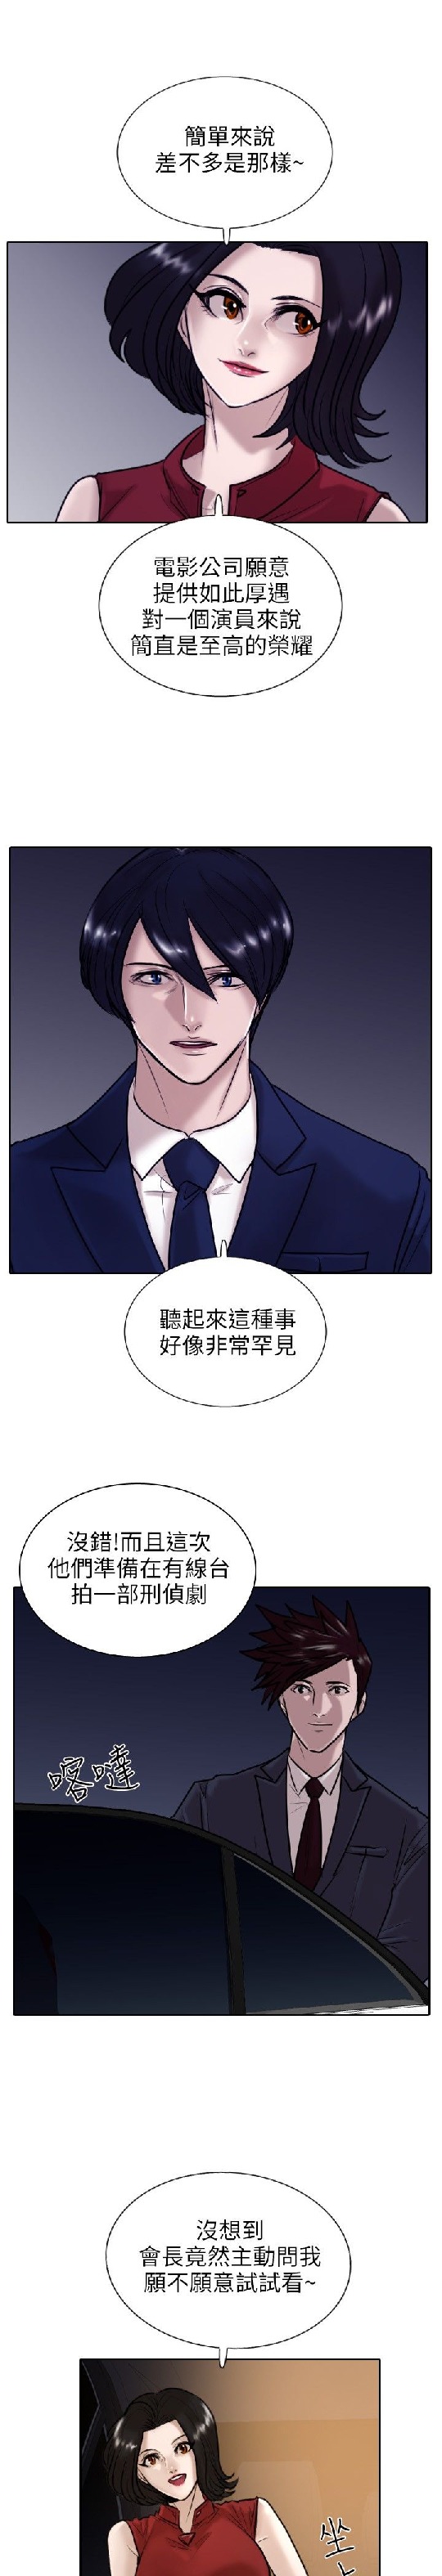 簡單來說
差不多是那樣~
電影公司願意
提供如此厚遇
對一個演員來說
簡直是至高的榮耀
聽起來這種事
好像非常罕見
沒錯!而且這次
他們準備在有線台
拍一部刑偵劇
喀噠
沒想到
會長竟然主動問我
願不願意試試看~
坐